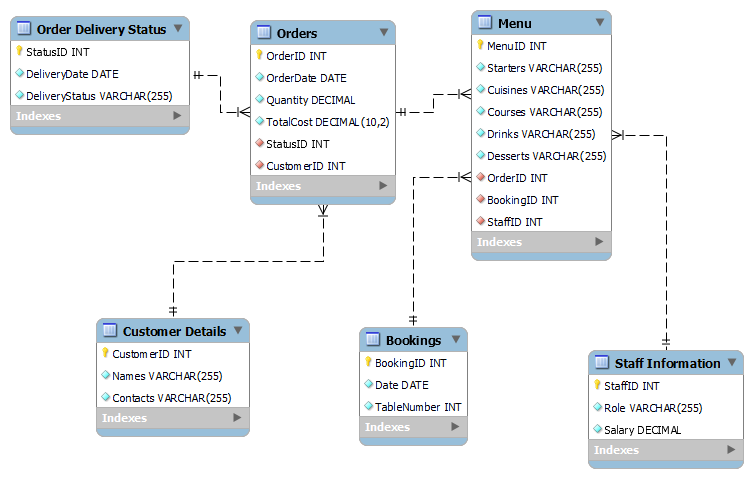 Order Delivery Status
StatusID INT
DeliveryDate DATE
DeliveryStatus VARCHAR(255)
Indexes
Orders
OrderID INT
OrderDate DATE
Quantity DECIMAL
TotalCost DECIMAL(10,2)
StatusID INT
CustomerID INT
Indexes
Menu
MenuID INT
Starters VARCHAR(255)
Cuisines VARCHAR(255)
Courses VARCHAR(255)
Drinks VARCHAR(255)
Desserts VARCHAR(255)
OrderID INT
BookingID INT
StaffID INT
Indexes
Customer Details
CustomerID INT
Names VARCHAR(255)
Contacts VARCHAR(255)
Indexes
Bookings
BookingID INT
Date DATE
TableNumber INT
Indexes
Staff Information
StaffID INT
Role VARCHAR(255)
Salary DECIMAL
Indexes